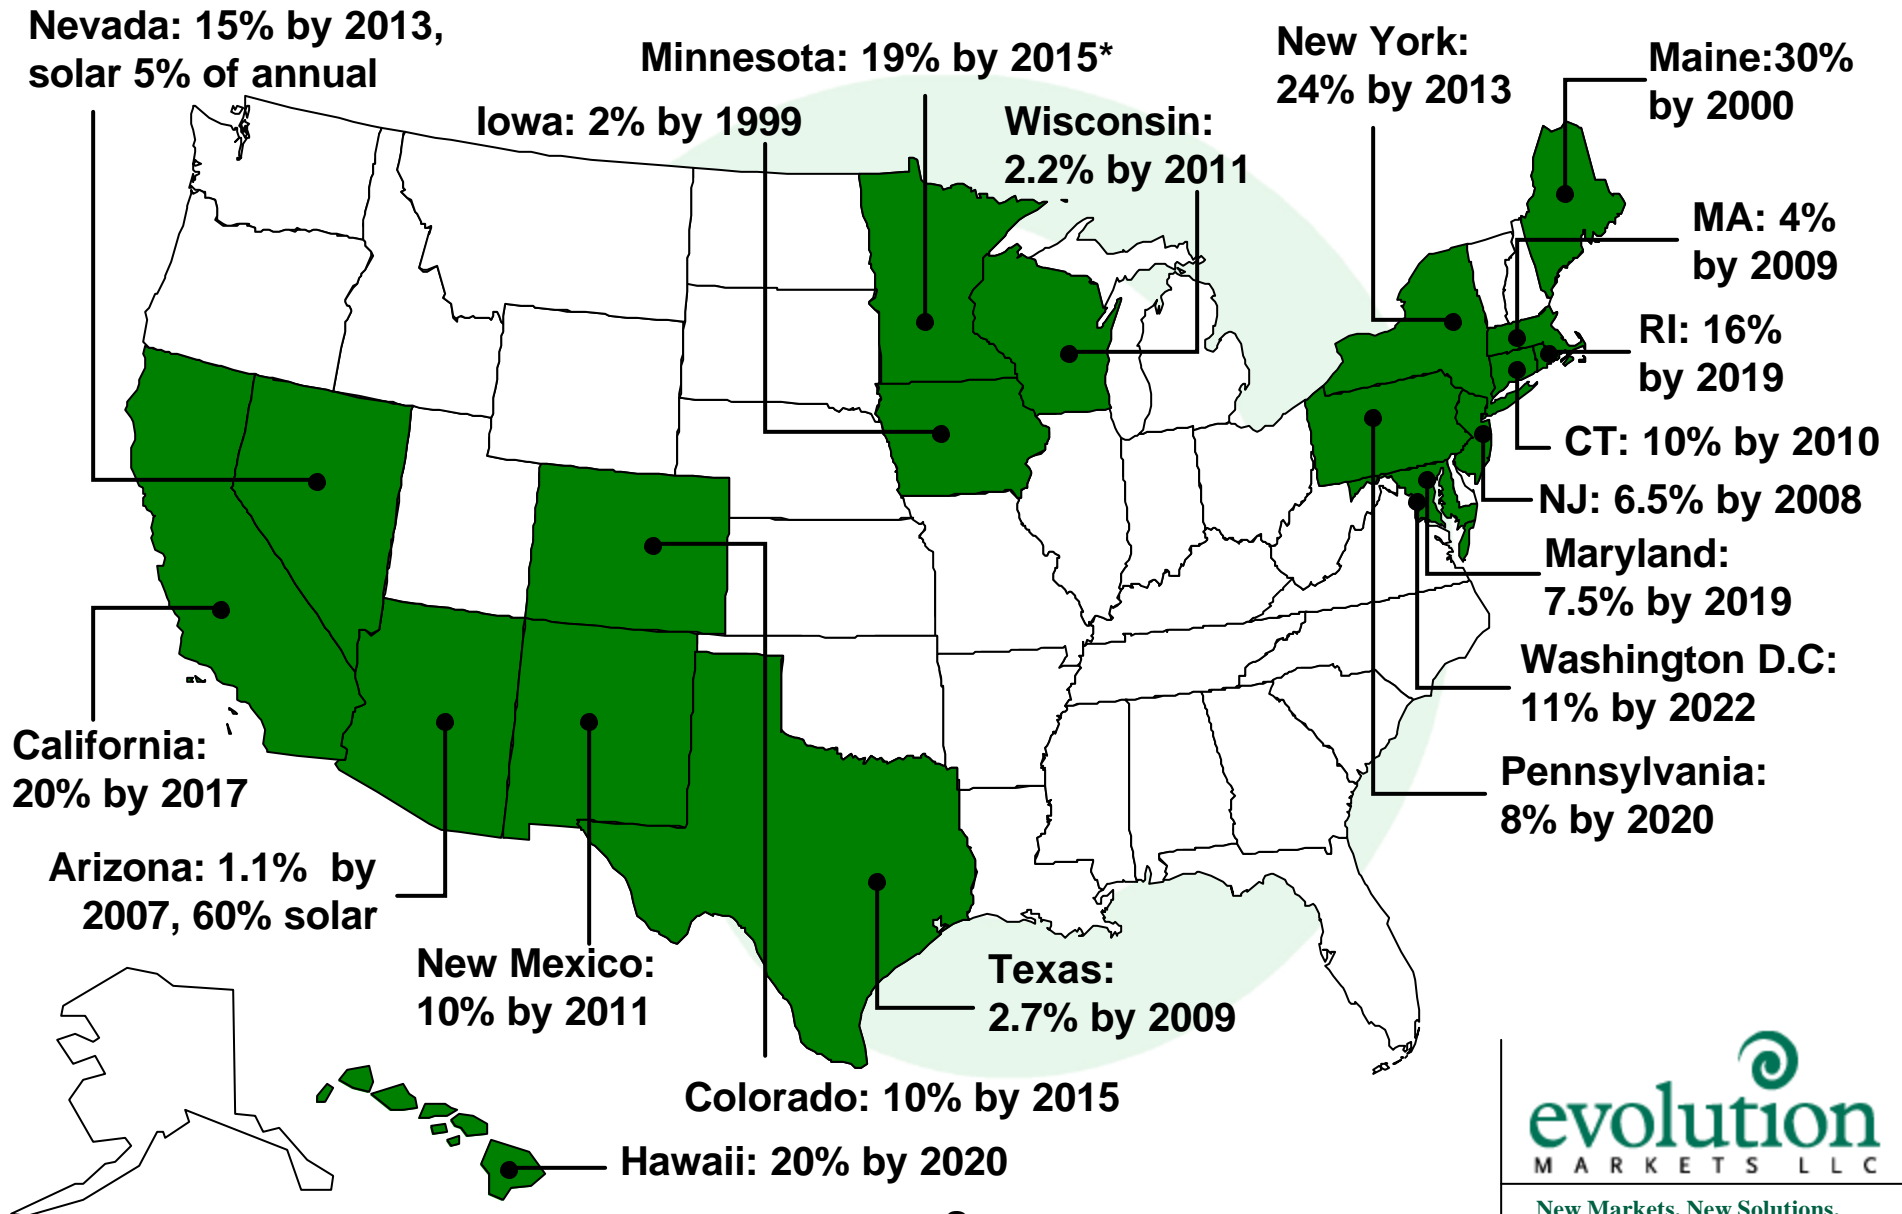 Nevada: 15% by 2013,
solar 5% of annual
Minnesota: 19% by 2015*
Iowa: 2% by 1999
Wisconsin:
2.2% by 2011
New York:
24% by 2013
Maine:30%
by 2000
MA: 4%
by 2009
RI: 16%
by 2019
CT: 10% by 2010
NJ: 6.5% by 2008
Maryland:
7.5% by 2019
Washington D.C:
11% by 2022
Pennsylvania:
8% by 2020
California:
20% by 2017
Arizona: 1.1% by
2007, 60% solar
New Mexico:
10% by 2011
Texas:
2.7% by 2009
Colorado: 10% by 2015
Hawaii: 20% by 2020
evolution
MARKETS LLC
New Markets. New Solutions.